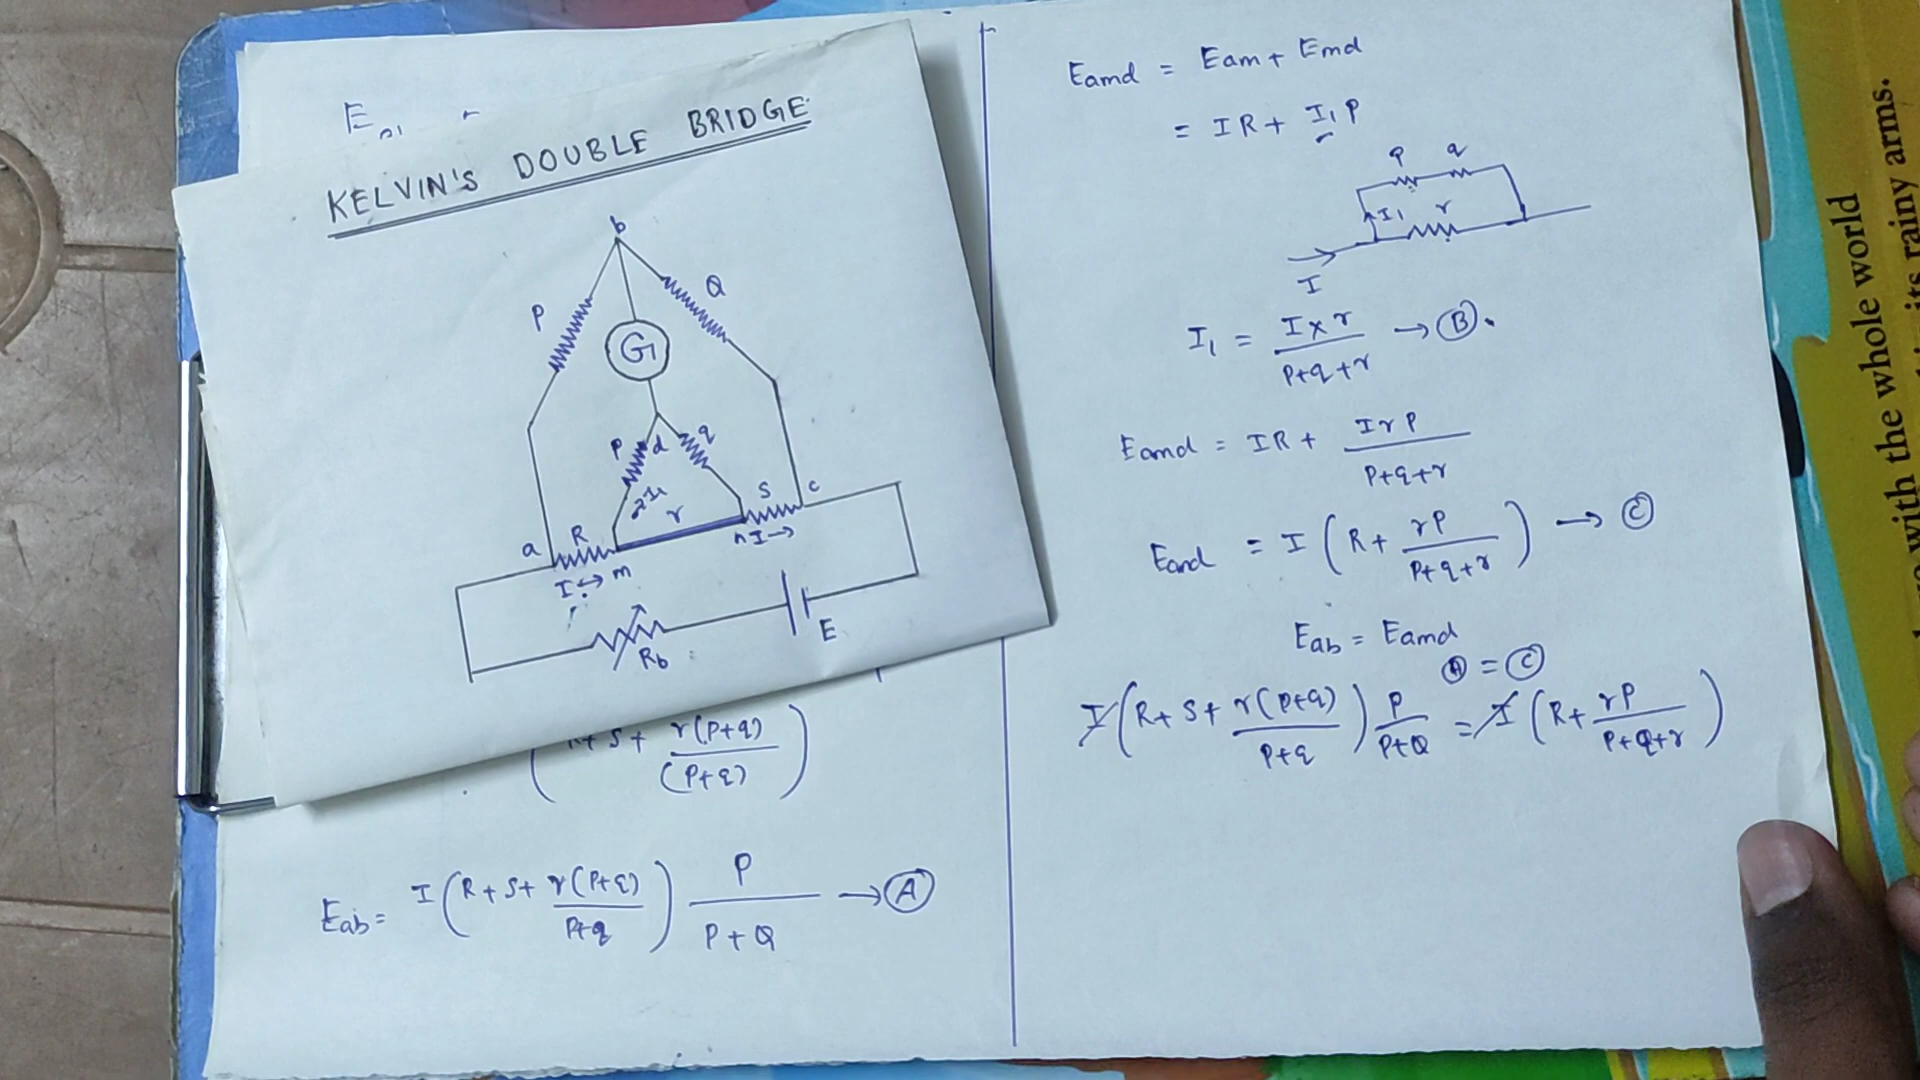 KELVIN'S DOUBLE BRIDGE
b
P
Q
G
P
d
q
I1
r
S
c
a
R
n
I→
I
m
Rb
E
R + S + r(P+q)
(P+q)
Eab = I(R+S+ r(P+q)/P+q) P/P+Q → A
Eamd = Eam + Emd
= IR + I1 P
P q
I1 r
I
I1 = I×r/P+q+r → B.
Eamd = IR + IrP/P+q+r
Eamd = I(R+ rP/P+q+r) → C
Eab = Eamd
A = C
I(R+S+ r(P+q)/P+q) P/P+Q = I(R+ rP/P+q+r)
with the whole world
its rainy arms.